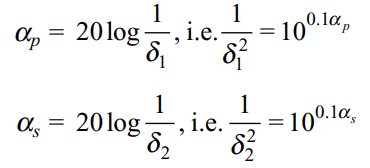 αₚ = 20 log 1/δ₁, i.e. 1/δ₁² = 10^(0.1αₚ)
αₛ = 20 log 1/δ₂, i.e. 1/δ₂² = 10^(0.1αₛ)